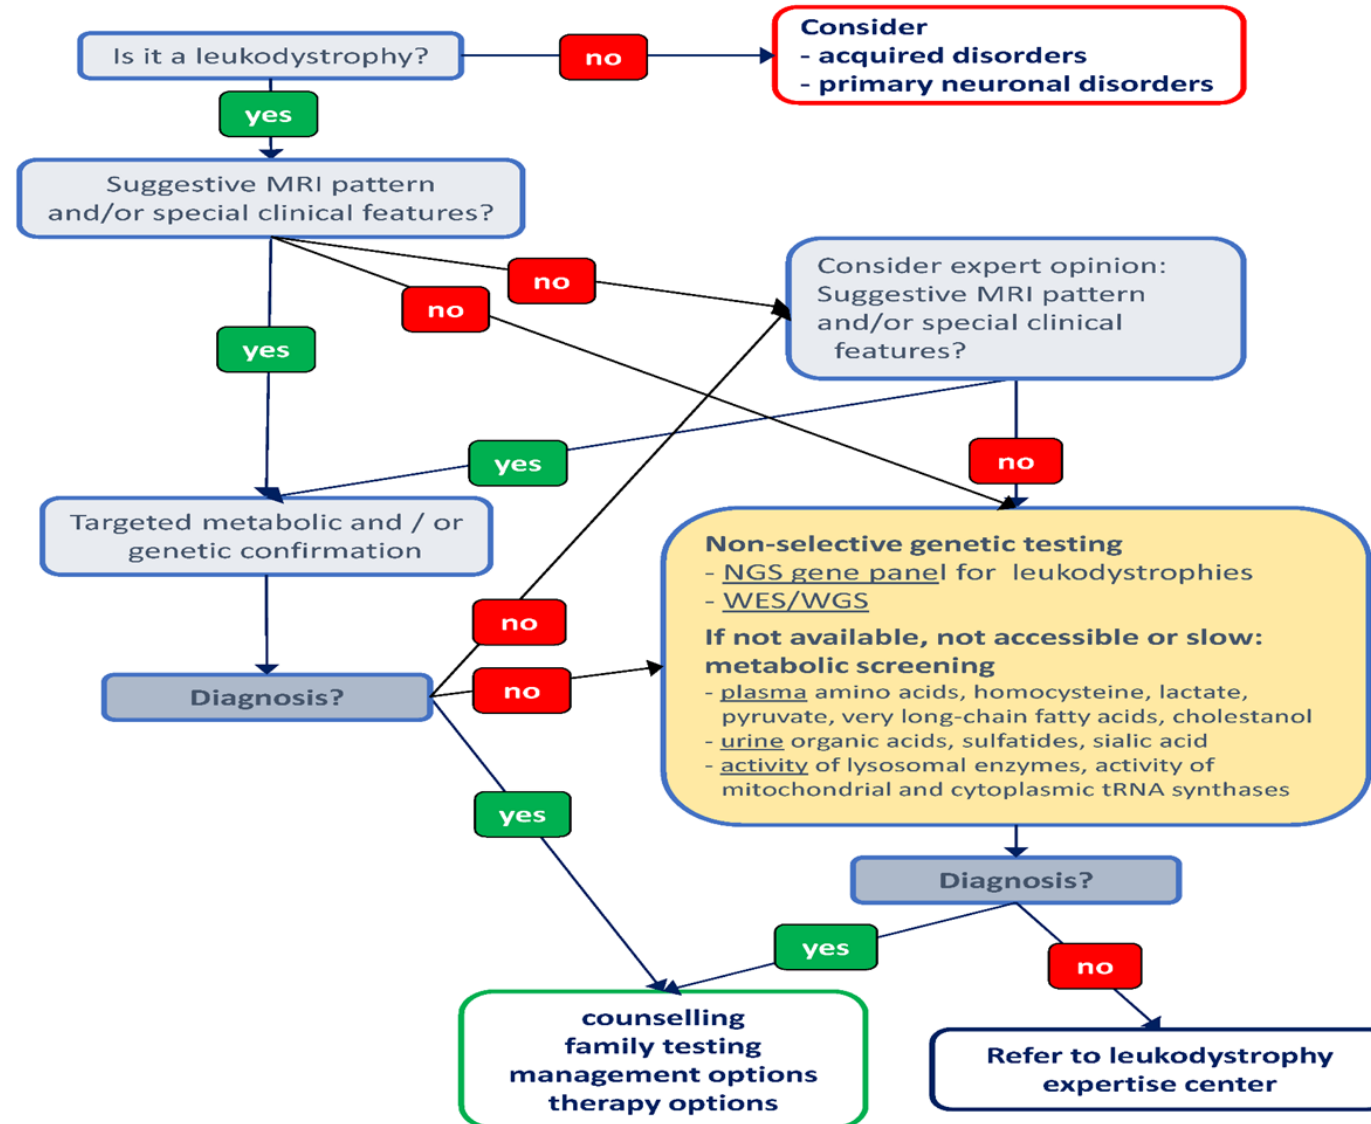 Is it a leukodystrophy?
no
Consider
- acquired disorders
- primary neuronal disorders
yes
Suggestive MRI pattern
and/or special clinical features?
no
no
Consider expert opinion:
Suggestive MRI pattern
and/or special clinical
features?
yes
yes
no
Targeted metabolic and / or
genetic confirmation
Non-selective genetic testing
- NGS gene panel for leukodystrophies
- WES/WGS
If not available, not accessible or slow:
metabolic screening
- plasma amino acids, homocysteine, lactate,
pyruvate, very long-chain fatty acids, cholestanol
- urine organic acids, sulfatides, sialic acid
- activity of lysosomal enzymes, activity of
mitochondrial and cytoplasmic tRNA synthases
no
no
Diagnosis?
yes
Diagnosis?
yes
no
counselling
family testing
management options
therapy options
Refer to leukodystrophy
expertise center